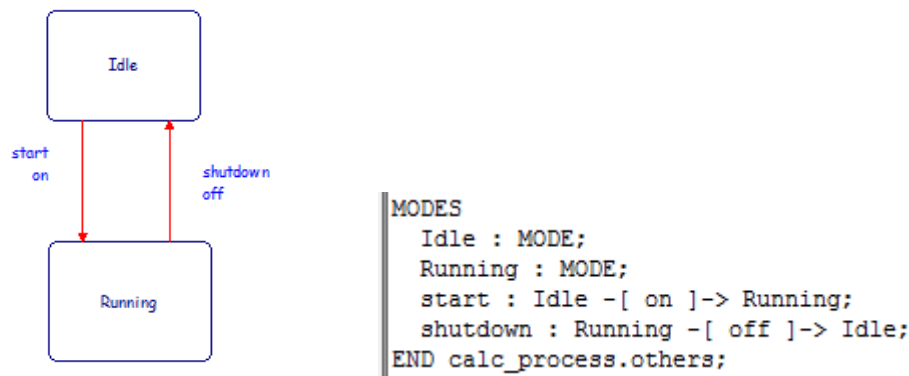 Idle
start
on
shutdown
off
Running
MODES
Idle : MODE;
Running : MODE;
start : Idle -[ on ]-> Running;
shutdown : Running -[ off ]-> Idle;
END calc_process.others;